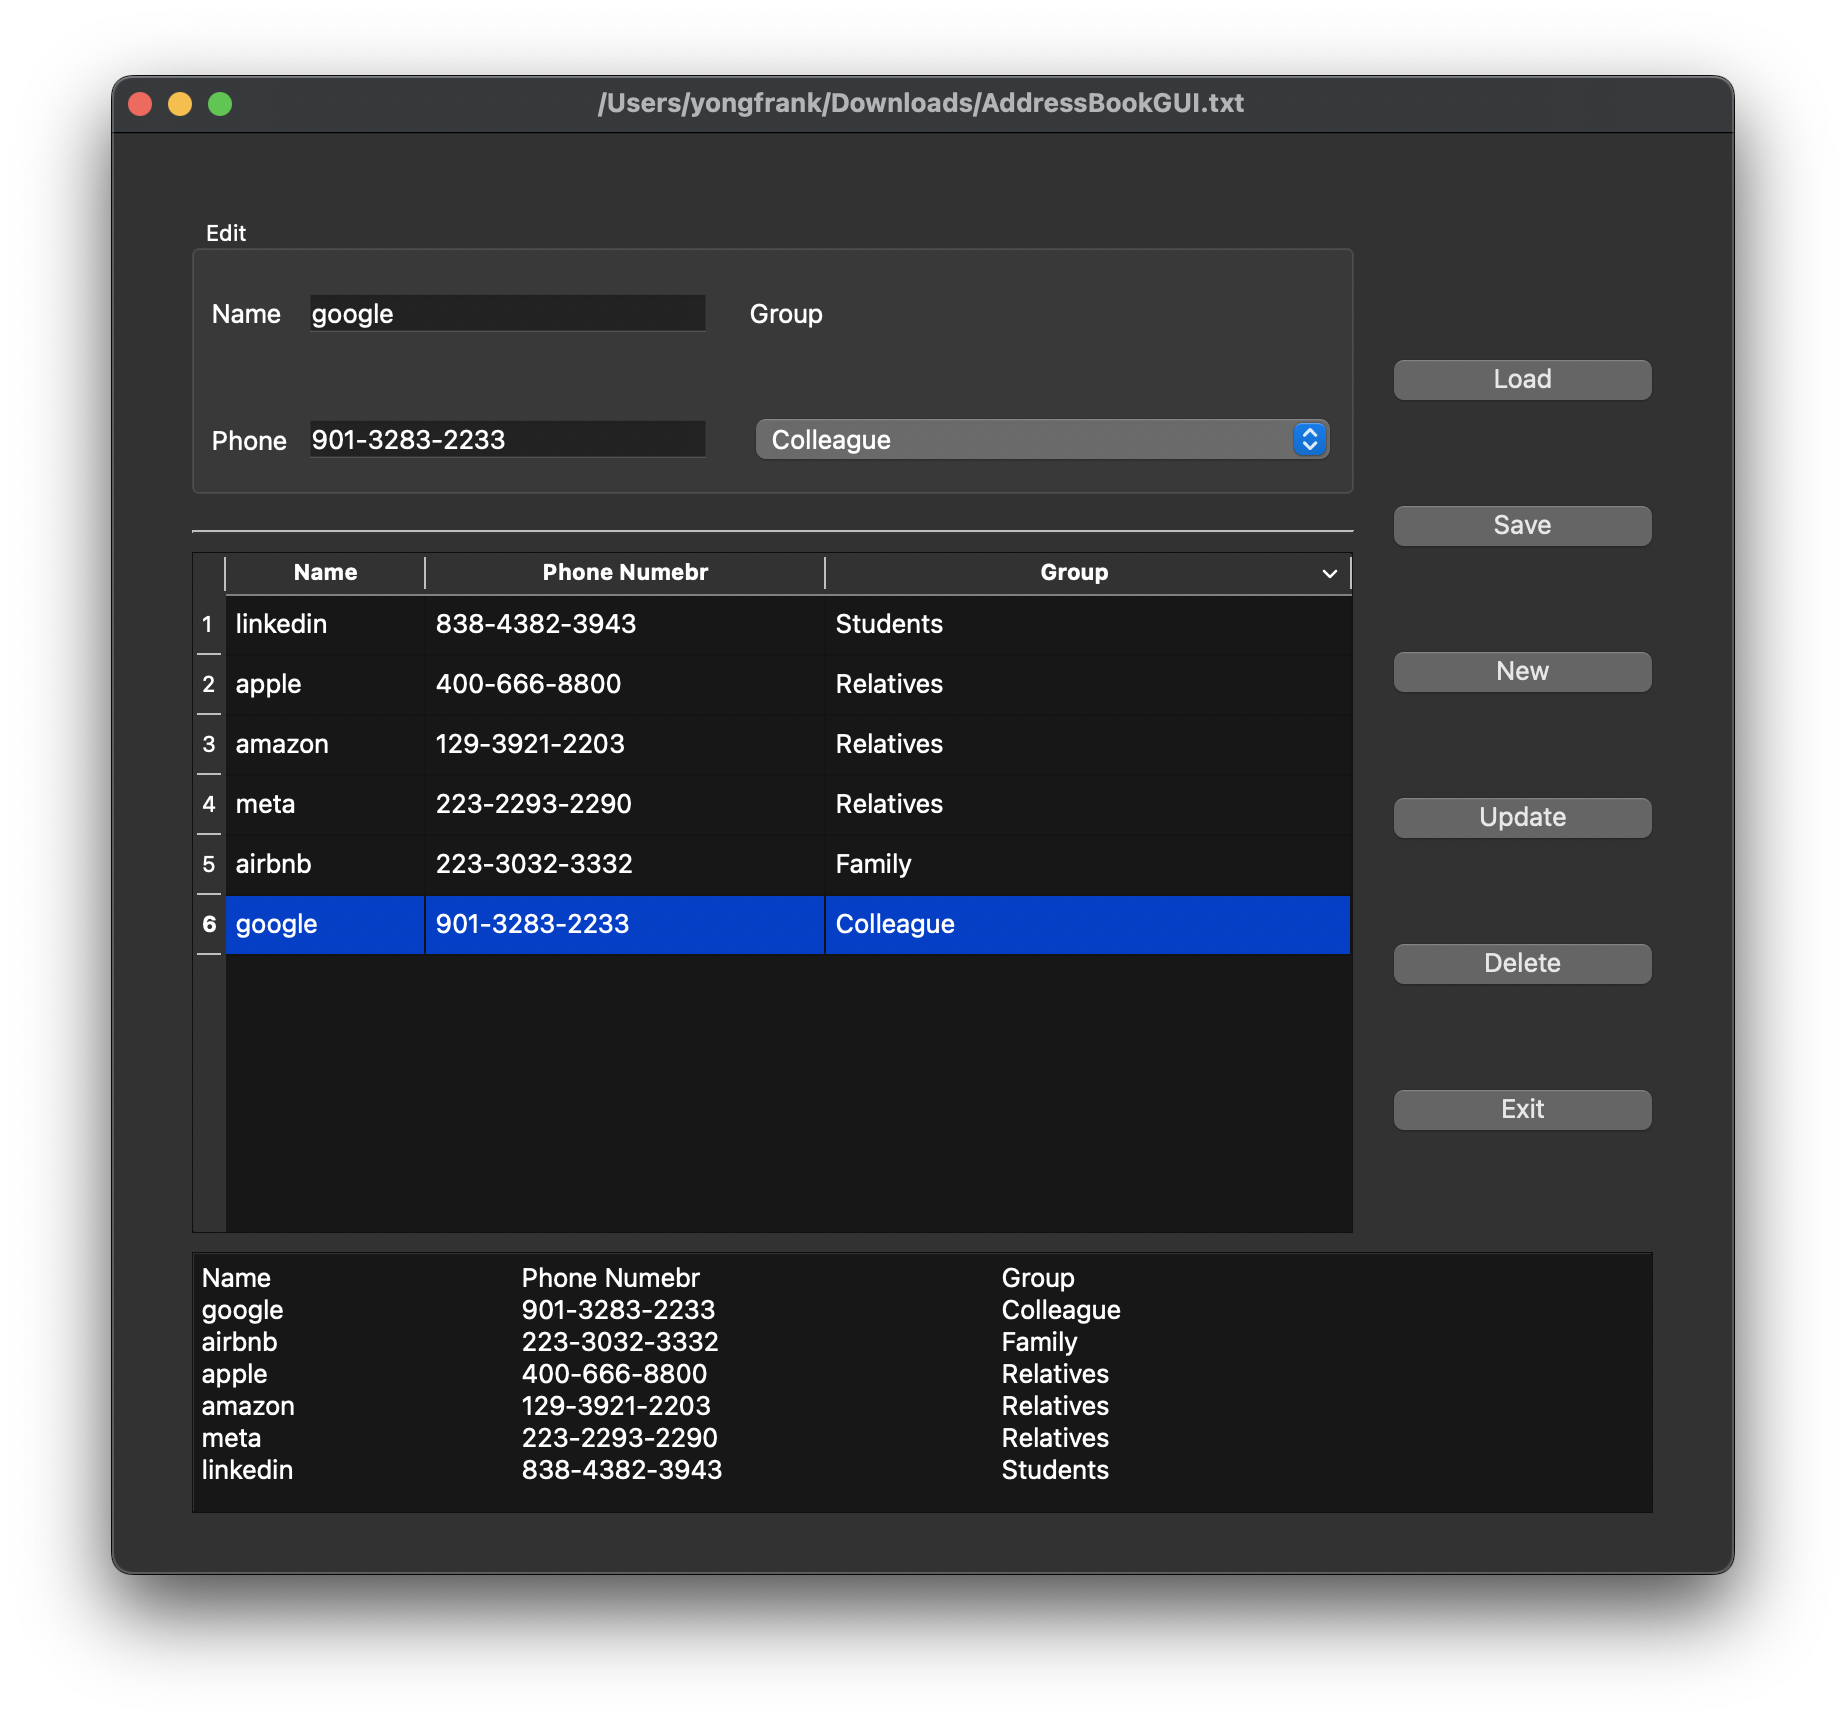 /Users/yongfrank/Downloads/AddressBookGUI.txt
Edit
Name google Group
Phone 901-3283-2233 Colleague
Load
Save
New
Update
Delete
Exit
Name Phone Numebr Group
1 linkedin 838-4382-3943 Students
2 apple 400-666-8800 Relatives
3 amazon 129-3921-2203 Relatives
4 meta 223-2293-2290 Relatives
5 airbnb 223-3032-3332 Family
6 google 901-3283-2233 Colleague
Name Phone Numebr Group
google 901-3283-2233 Colleague
airbnb 223-3032-3332 Family
apple 400-666-8800 Relatives
amazon 129-3921-2203 Relatives
meta 223-2293-2290 Relatives
linkedin 838-4382-3943 Students